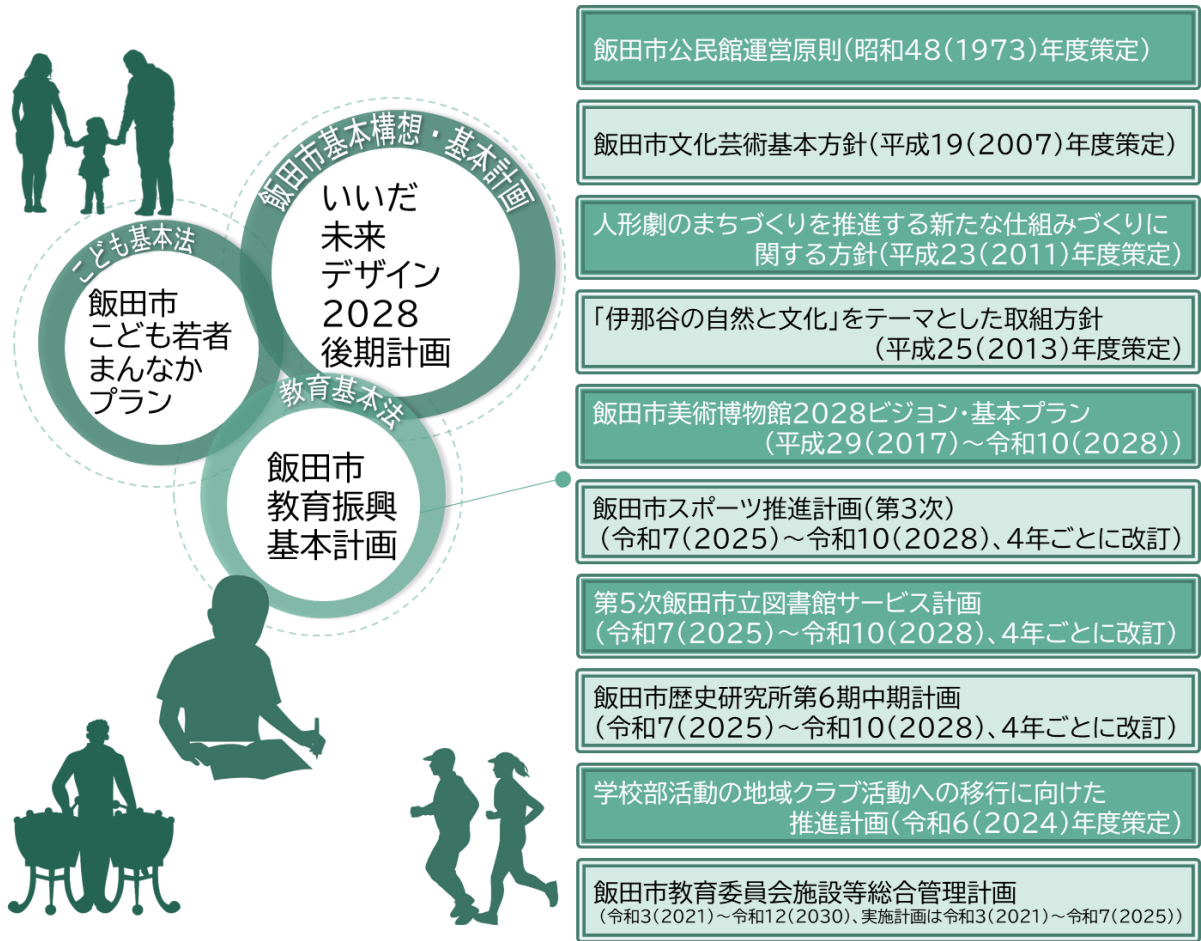 飯田市基本構想・基本計画
いいだ
未来
デザイン
2028
後期計画
こども基本法
飯田市
こども若者
まんなか
プラン
教育基本法
飯田市
教育振興
基本計画
飯田市公民館運営原則(昭和48(1973)年度策定)
飯田市文化芸術基本方針(平成19(2007)年度策定)
人形劇のまちづくりを推進する新たな仕組みづくりに
関する方針(平成23(2011)年度策定)
「伊那谷の自然と文化」をテーマとした取組方針
(平成25(2013)年度策定)
飯田市美術博物館2028ビジョン・基本プラン
(平成29(2017)～令和10(2028))
飯田市スポーツ推進計画(第3次)
(令和7(2025)～令和10(2028)、4年ごとに改訂)
第5次飯田市立図書館サービス計画
(令和7(2025)～令和10(2028)、4年ごとに改訂)
飯田市歴史研究所第6期中期計画
(令和7(2025)～令和10(2028)、4年ごとに改訂)
学校部活動の地域クラブ活動への移行に向けた
推進計画(令和6(2024)年度策定)
飯田市教育委員会施設等総合管理計画
(令和3(2021)～令和12(2030)、実施計画は令和3(2021)～令和7(2025))